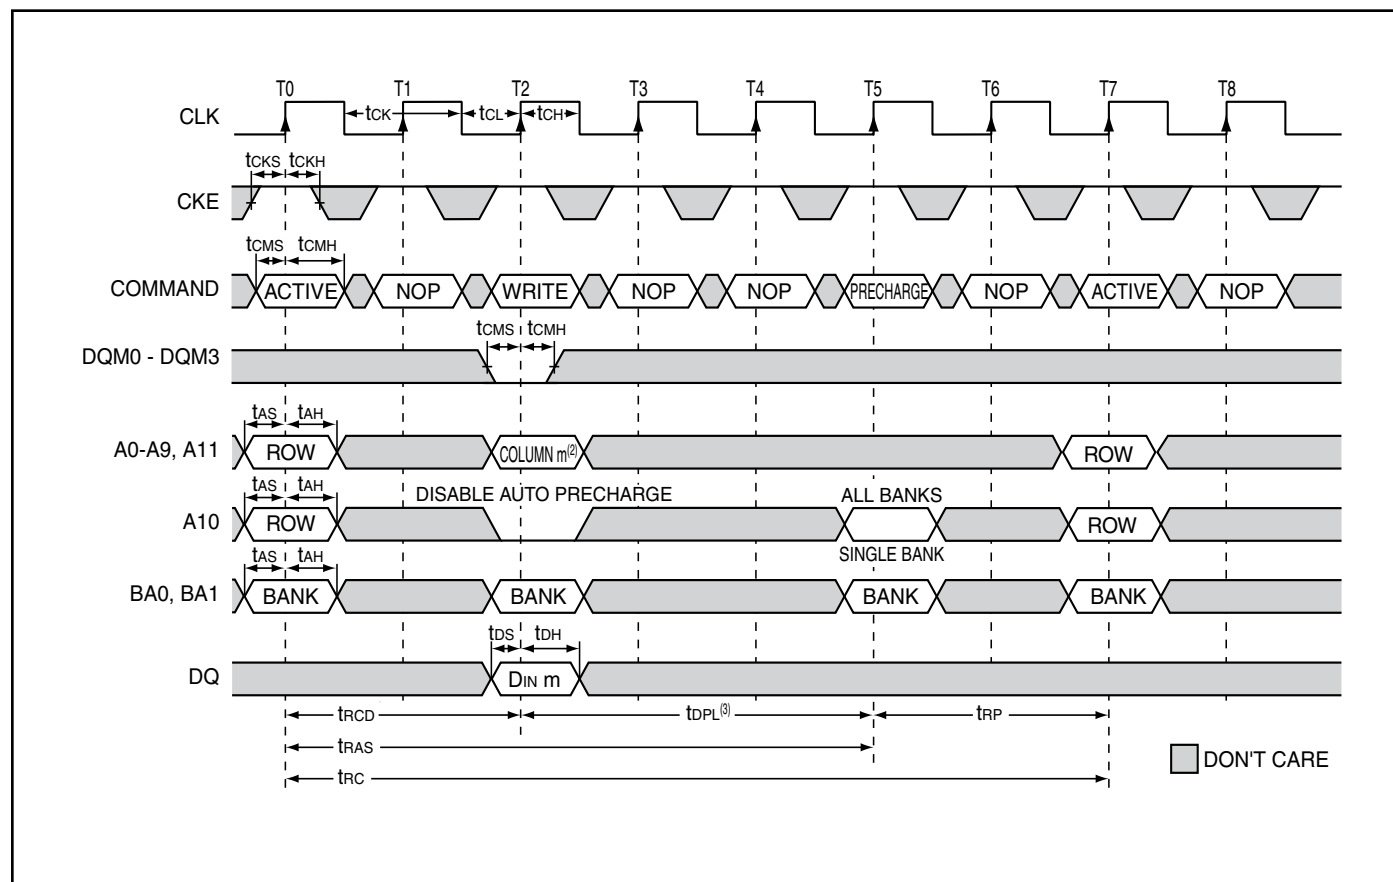 T0 T1 T2 T3 T4 T5 T6 T7 T8
CLK tCK tCL tCH
tCKS tCKH
CKE
tCMS tCMH
COMMAND ACTIVE NOP WRITE NOP NOP PRECHARGE NOP ACTIVE NOP
tCMS tCMH
DQM0 - DQM3
tAS tAH
A0-A9, A11 ROW COLUMN m(2) ROW
tAS tAH DISABLE AUTO PRECHARGE ALL BANKS
A10 ROW ROW
tAS tAH SINGLE BANK
BA0, BA1 BANK BANK BANK BANK
tDS tDH
DQ DIN m
tRCD tDPL(3) tRP
tRAS
DON'T CARE
tRC